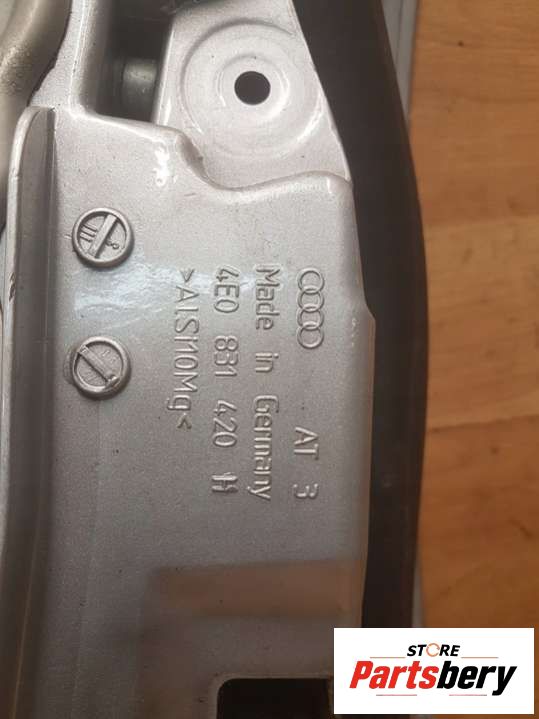 AT 3
Made in Germany
4E0 831 420 H
>AlSi10Mg<
STORE
Partsbery